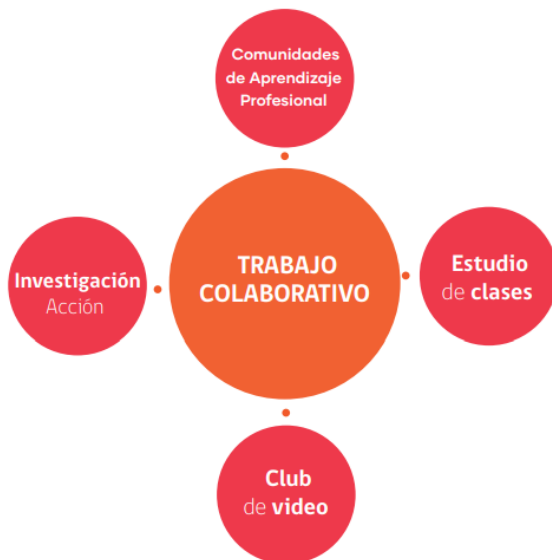 Comunidades
de Aprendizaje
Profesional
TRABAJO
COLABORATIVO
Investigación
Acción
Estudio
de clases
Club
de video